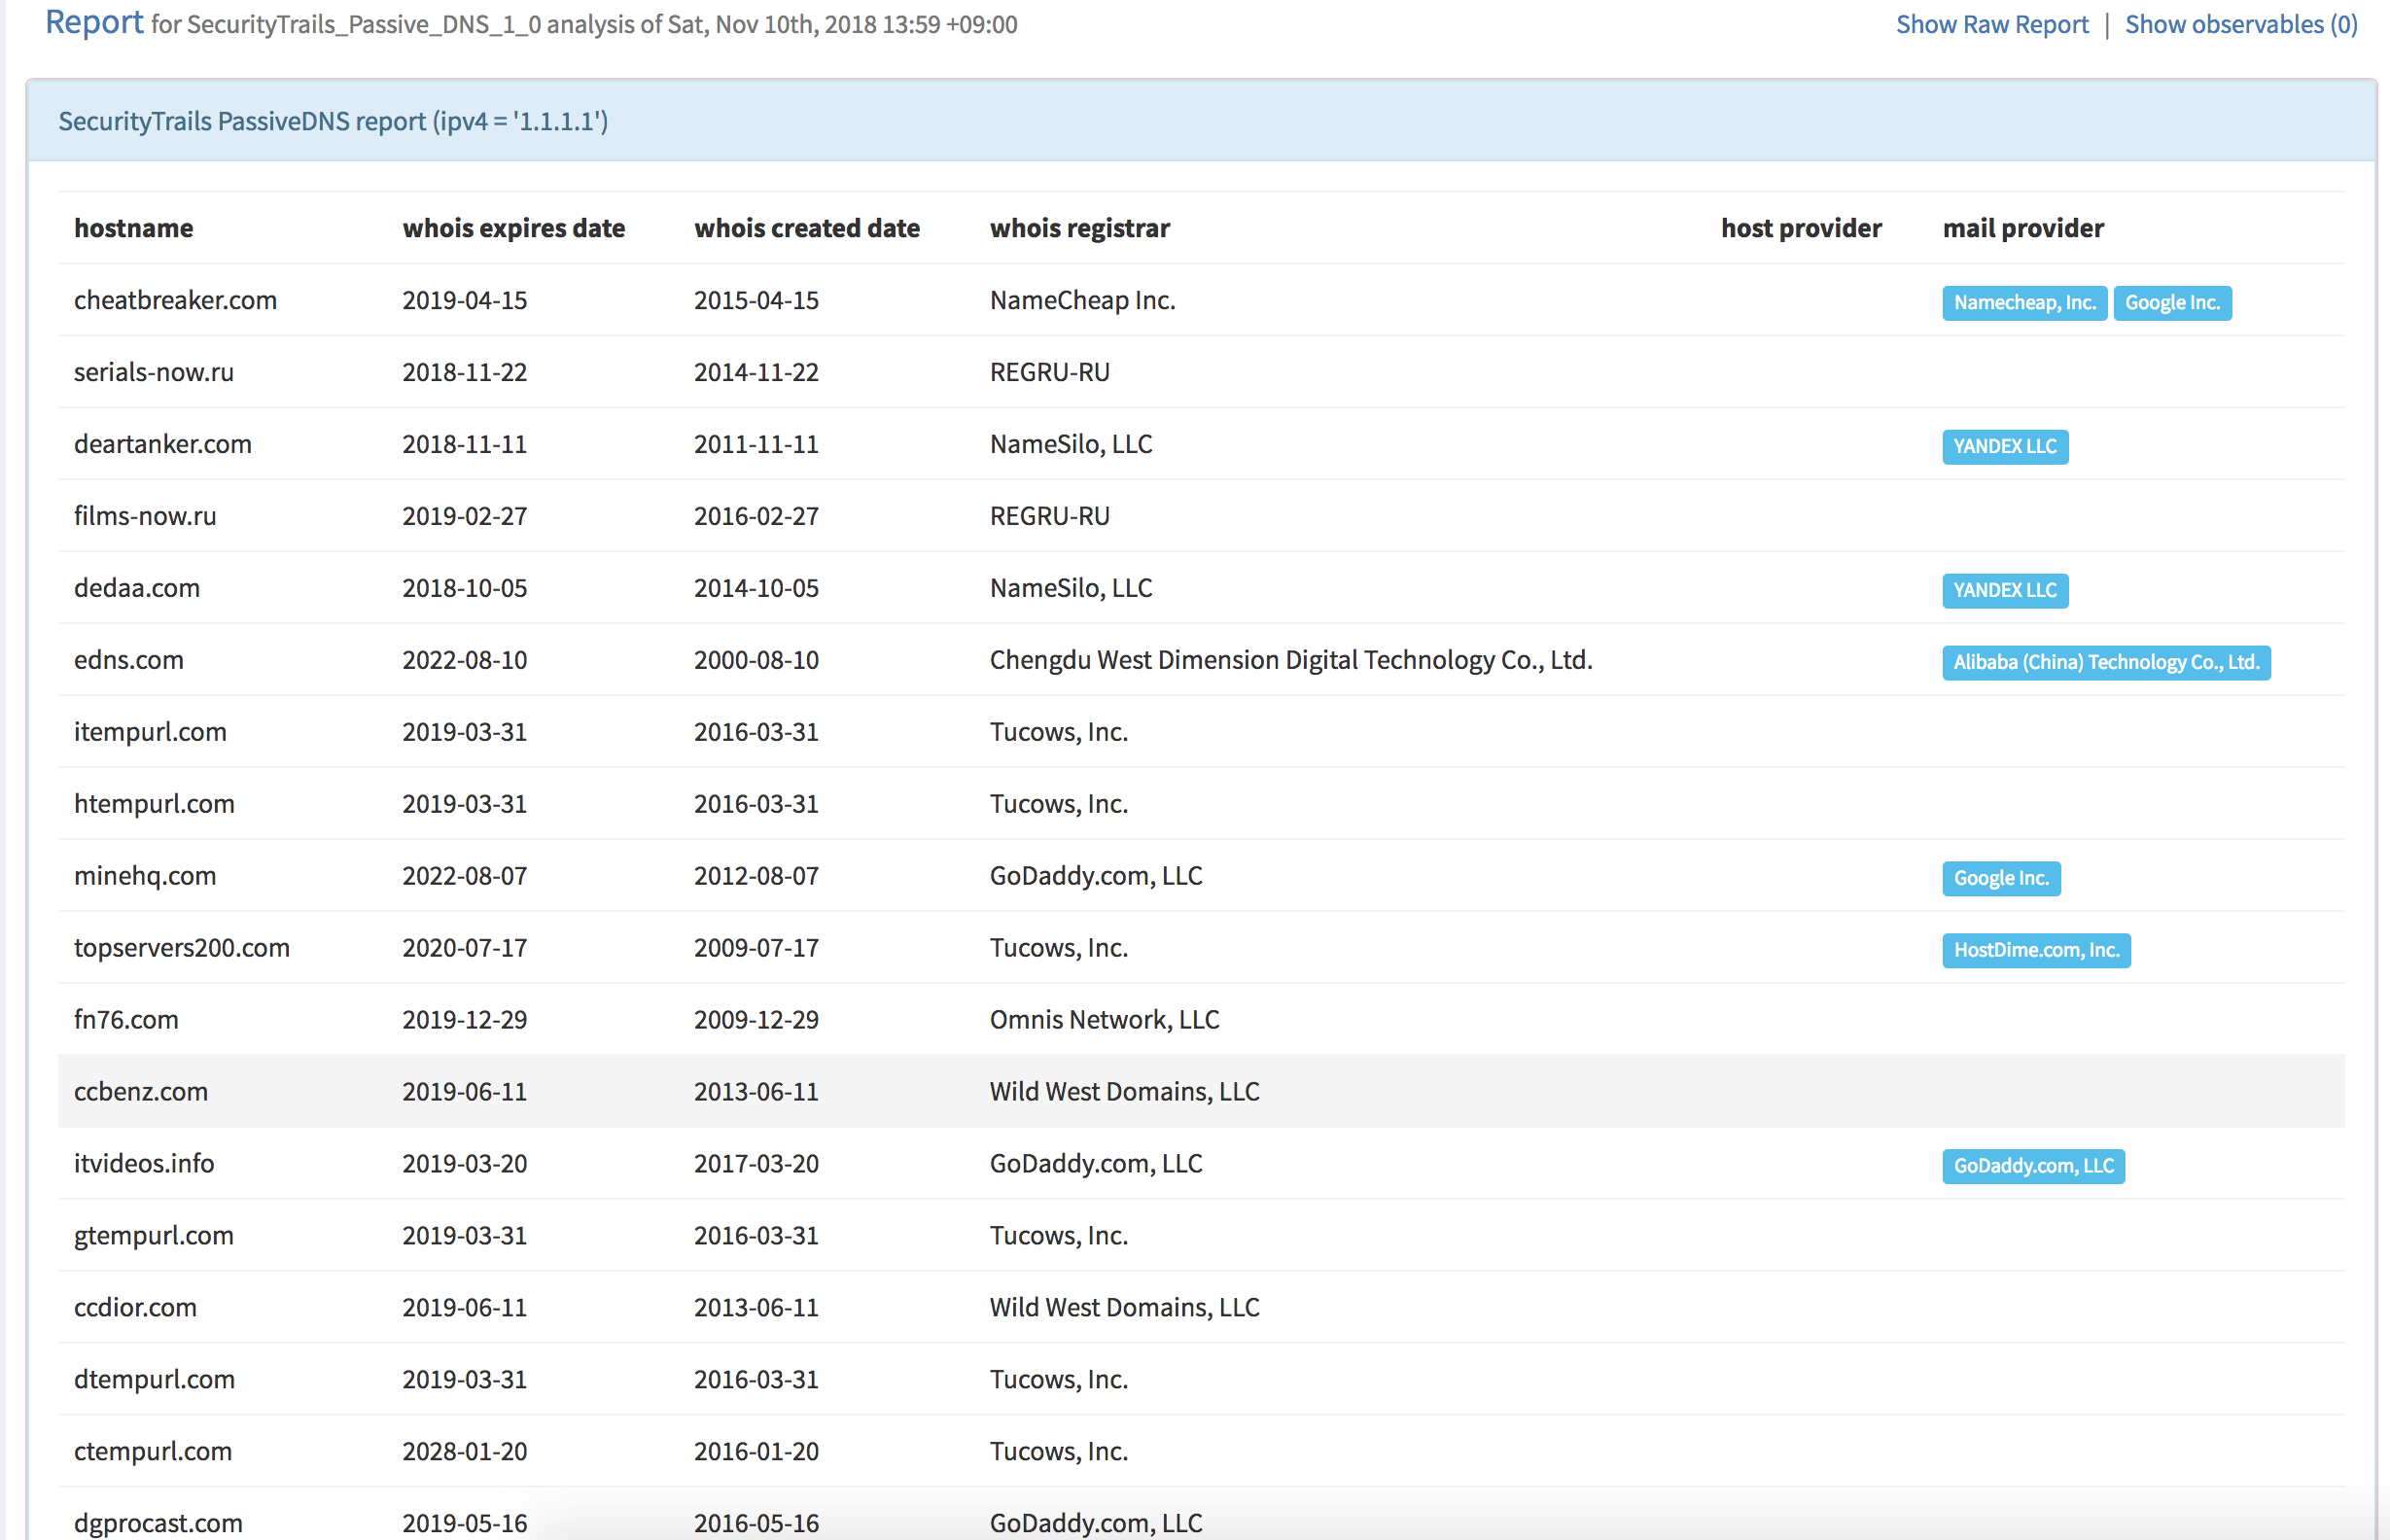 Report for SecurityTrails_Passive_DNS_1_0 analysis of Sat, Nov 10th, 2018 13:59 +09:00 Show Raw Report | Show observables (0)
SecurityTrails PassiveDNS report (ipv4 = '1.1.1.1')
hostname whois expires date whois created date whois registrar host provider mail provider
cheatbreaker.com 2019-04-15 2015-04-15 NameCheap Inc. Namecheap, Inc. Google Inc.
serials-now.ru 2018-11-22 2014-11-22 REGRU-RU
deartanker.com 2018-11-11 2011-11-11 NameSilo, LLC YANDEX LLC
films-now.ru 2019-02-27 2016-02-27 REGRU-RU
dedaa.com 2018-10-05 2014-10-05 NameSilo, LLC YANDEX LLC
edns.com 2022-08-10 2000-08-10 Chengdu West Dimension Digital Technology Co., Ltd. Alibaba (China) Technology Co., Ltd.
itempurl.com 2019-03-31 2016-03-31 Tucows, Inc.
htempurl.com 2019-03-31 2016-03-31 Tucows, Inc.
minehq.com 2022-08-07 2012-08-07 GoDaddy.com, LLC Google Inc.
topservers200.com 2020-07-17 2009-07-17 Tucows, Inc. HostDime.com, Inc.
fn76.com 2019-12-29 2009-12-29 Omnis Network, LLC
ccbenz.com 2019-06-11 2013-06-11 Wild West Domains, LLC
itvideos.info 2019-03-20 2017-03-20 GoDaddy.com, LLC GoDaddy.com, LLC
gtempurl.com 2019-03-31 2016-03-31 Tucows, Inc.
ccdior.com 2019-06-11 2013-06-11 Wild West Domains, LLC
dtempurl.com 2019-03-31 2016-03-31 Tucows, Inc.
ctempurl.com 2028-01-20 2016-01-20 Tucows, Inc.
dgprocast.com 2019-05-16 2016-05-16 GoDaddy.com, LLC